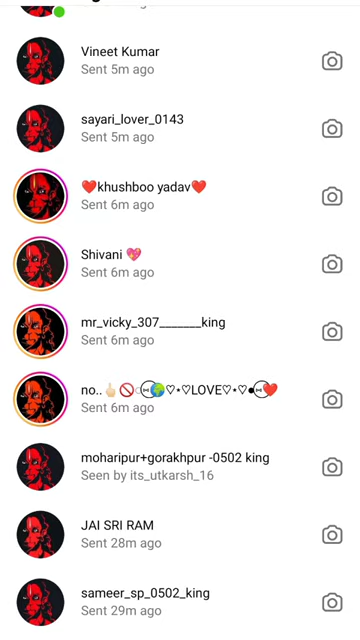 Vineet Kumar
Sent 5m ago
sayari_lover_0143
Sent 5m ago
❤️khushboo yadav❤️
Sent 6m ago
Shivani 💖
Sent 6m ago
mr_vicky_307_______king
Sent 6m ago
no..👆🏻🚫🌍♡⋆♡LOVE♡⋆♡●❤️
Sent 6m ago
moharipur+gorakhpur -0502 king
Seen by its_utkarsh_16
JAI SRI RAM
Sent 28m ago
sameer_sp_0502_king
Sent 29m ago